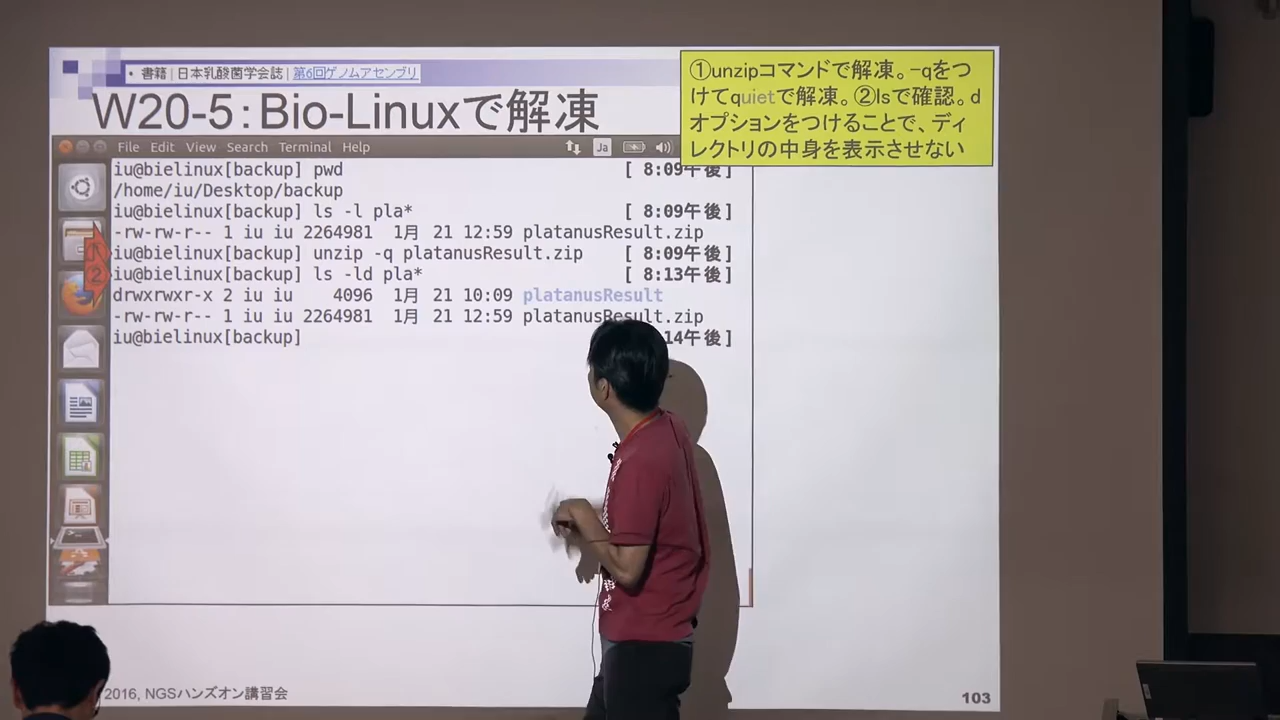 • 書籍 | 日本乳酸菌学会誌 | 第6回ゲノムアセンブリ
W20-5：Bio-Linuxで解凍
①unzipコマンドで解凍。-qをつ
けてquietで解凍。②lsで確認。d
オプションをつけることで、ディ
レクトリの中身を表示させない
File Edit View Search Terminal Help Ja
iu@bielinux[backup] pwd [ 8:09午後]
/home/iu/Desktop/backup
iu@bielinux[backup] ls -l pla* [ 8:09午後]
-rw-rw-r-- 1 iu iu 2264981 1月 21 12:59 platanusResult.zip
① iu@bielinux[backup] unzip -q platanusResult.zip [ 8:09午後]
② iu@bielinux[backup] ls -ld pla* [ 8:13午後]
drwxrwxr-x 2 iu iu 4096 1月 21 10:09 platanusResult
-rw-rw-r-- 1 iu iu 2264981 1月 21 12:59 platanusResult.zip
iu@bielinux[backup] 14午後]
2016, NGSハンズオン講習会
103